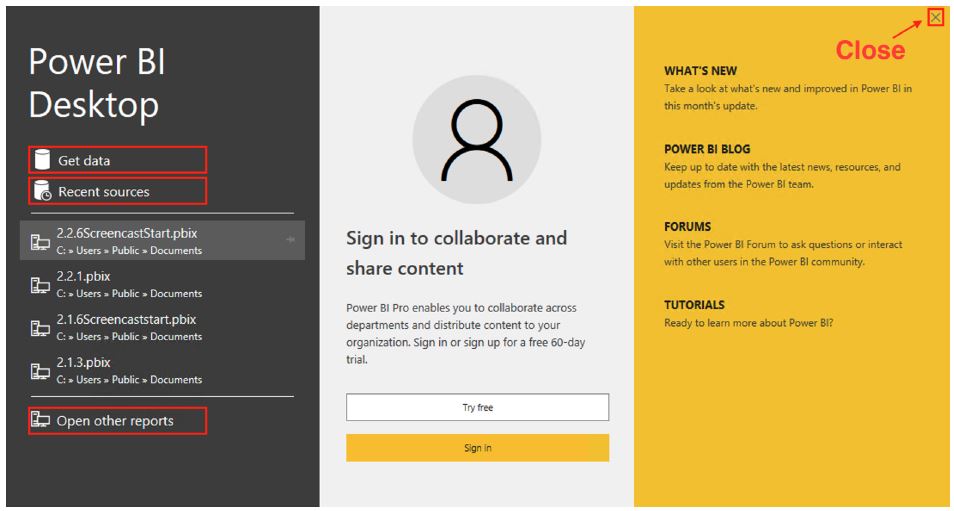 Power BI
Desktop
Get data
Recent sources
2.2.6ScreencastStart.pbix
C: » Users » Public » Documents
2.2.1.pbix
C: » Users » Public » Documents
2.1.6Screencaststart.pbix
C: » Users » Public » Documents
2.1.3.pbix
C: » Users » Public » Documents
Open other reports
Sign in to collaborate and
share content
Power BI Pro enables you to collaborate across
departments and distribute content to your
organization. Sign in or sign up for a free 60-day
trial.
Try free
Sign in
Close
WHAT'S NEW
Take a look at what's new and improved in Power BI in
this month's update.
POWER BI BLOG
Keep up to date with the latest news, resources, and
updates from the Power BI team.
FORUMS
Visit the Power BI Forum to ask questions or interact
with other users in the Power BI community.
TUTORIALS
Ready to learn more about Power BI?